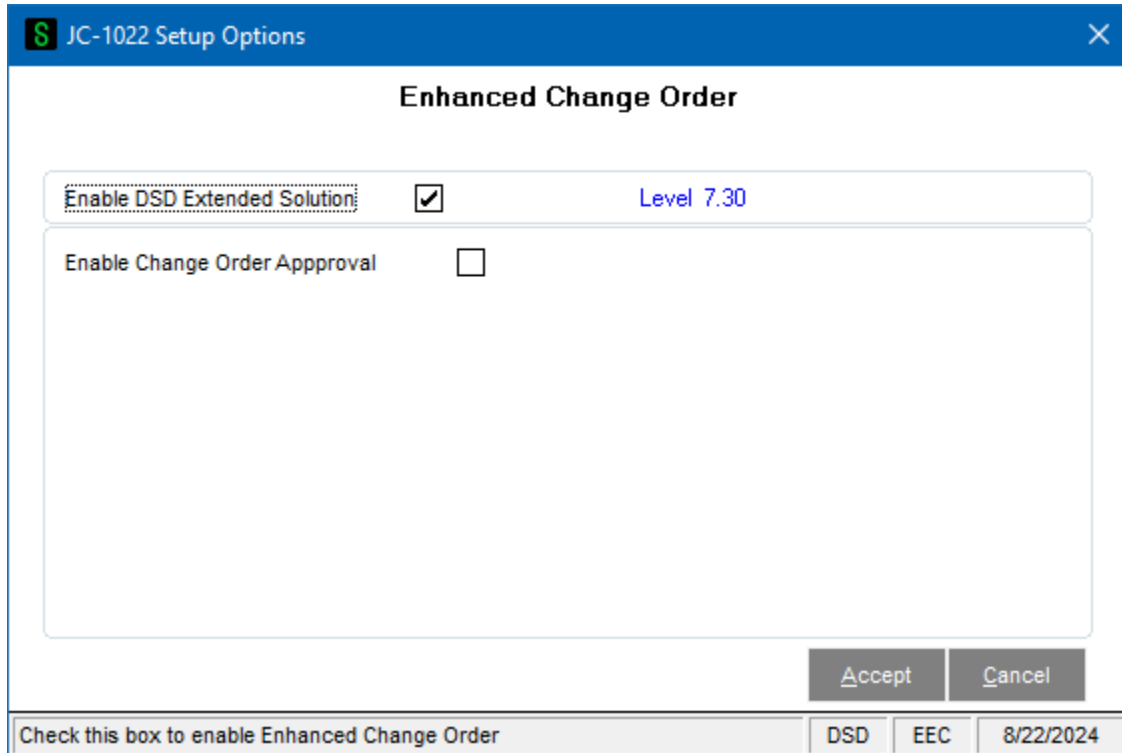 S JC-1022 Setup Options
Enhanced Change Order
Enable DSD Extended Solution Level 7.30
Enable Change Order Appproval
Accept Cancel
Check this box to enable Enhanced Change Order DSD EEC 8/22/2024